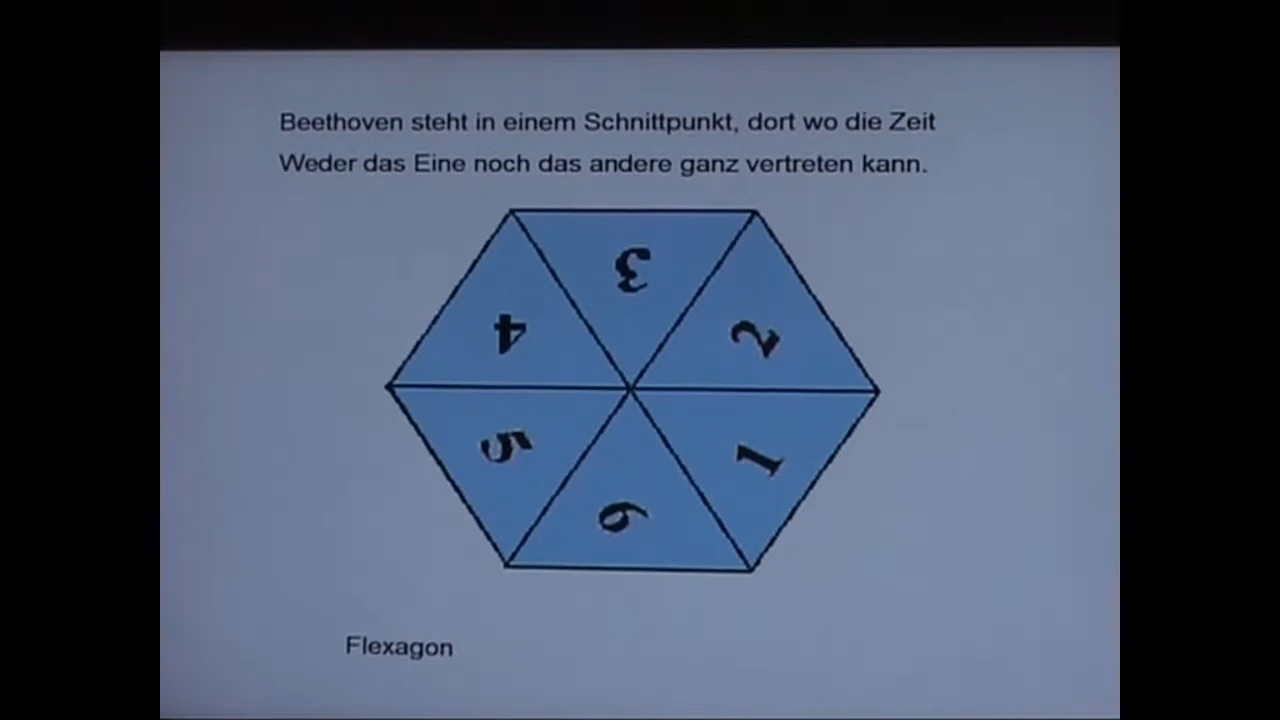 Beethoven steht in einem Schnittpunkt, dort wo die Zeit
Weder das Eine noch das andere ganz vertreten kann.
3
4
2
5
1
6
Flexagon